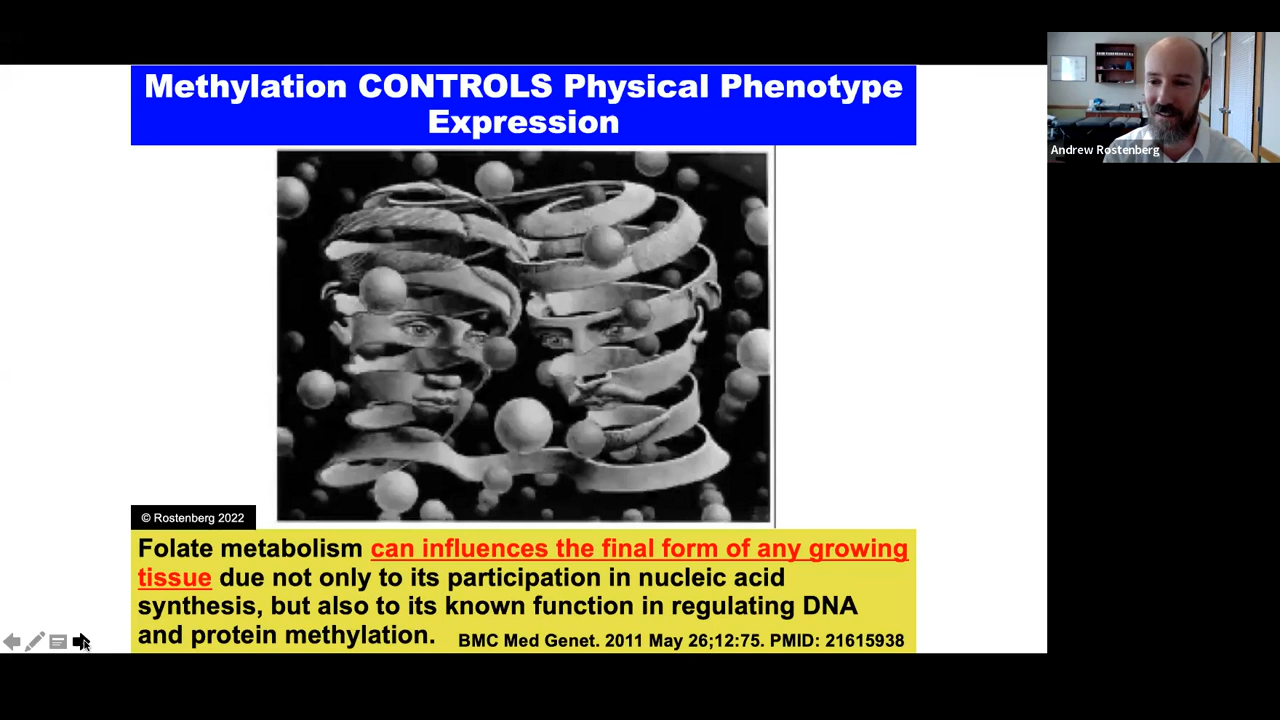 Methylation CONTROLS Physical Phenotype
Expression
Andrew Rostenberg
© Rostenberg 2022
Folate metabolism can influences the final form of any growing
tissue due not only to its participation in nucleic acid
synthesis, but also to its known function in regulating DNA
and protein methylation. BMC Med Genet. 2011 May 26;12:75. PMID: 21615938